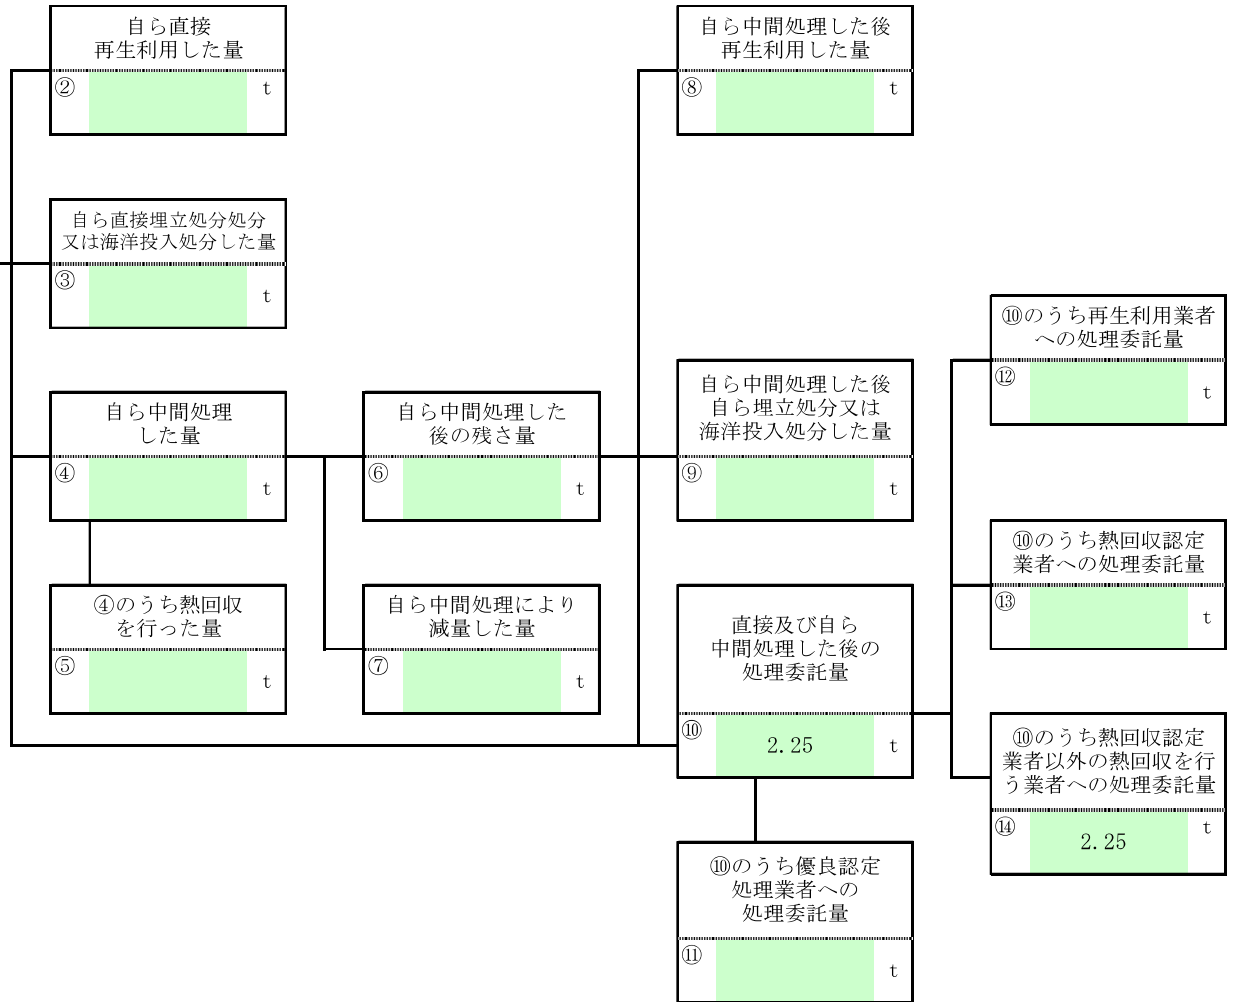 自ら直接
再生利用した量
②
t
自ら中間処理した後
再生利用した量
⑧
t
自ら直接埋立処分処分
又は海洋投入処分した量
③
t
⑩のうち再生利用業者
への処理委託量
⑫
t
自ら中間処理
した量
④
t
自ら中間処理した
後の残さ量
⑥
t
自ら中間処理した後
自ら埋立処分又は
海洋投入処分した量
⑨
t
⑩のうち熱回収認定
業者への処理委託量
⑬
t
④のうち熱回収
を行った量
⑤
t
自ら中間処理により
減量した量
⑦
t
直接及び自ら
中間処理した後の
処理委託量
⑩
2.25
t
⑩のうち熱回収認定
業者以外の熱回収を行
う業者への処理委託量
⑭
2.25
t
⑩のうち優良認定
処理業者への
処理委託量
⑪
t